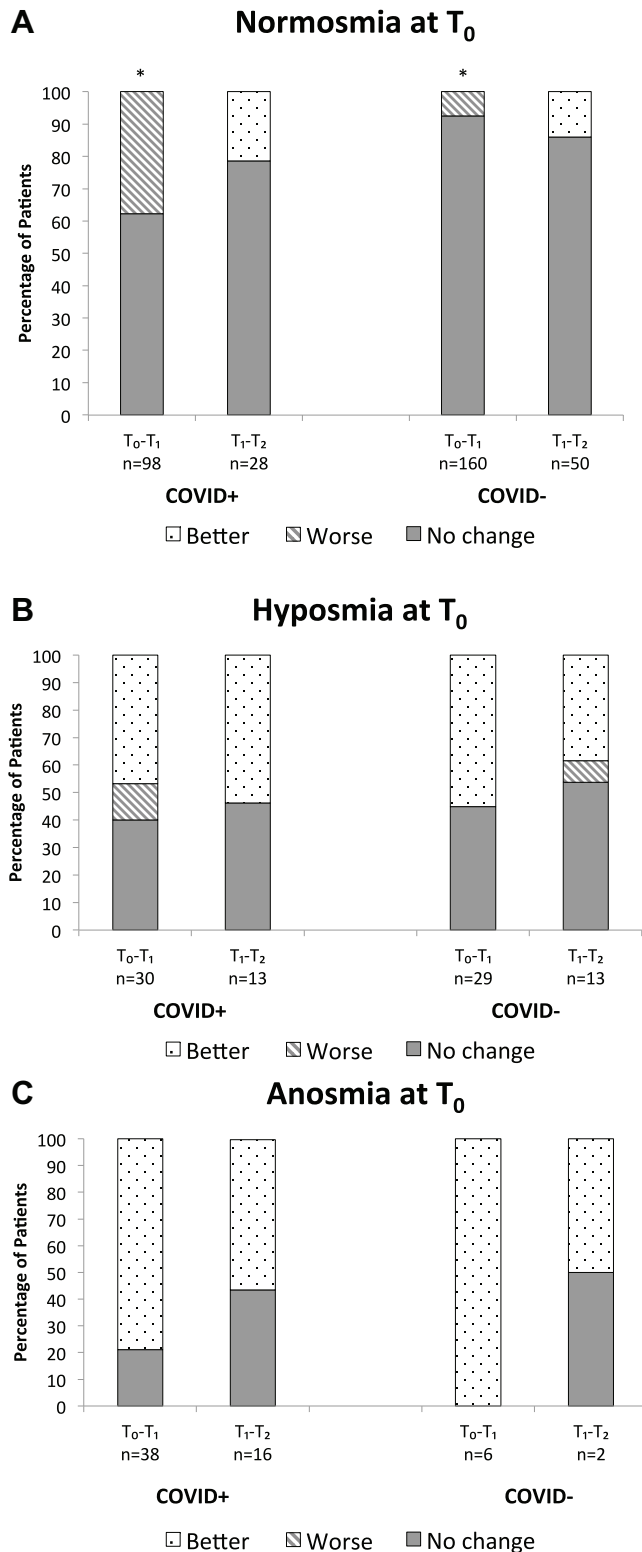 A Normosmia at T₀
* *
100
90
80
70
60
50
40
30
20
10
0
Percentage of Patients
T₀-T₁ T₁-T₂ T₀-T₁ T₁-T₂
n=98 n=28 n=160 n=50
COVID+ COVID-
Better Worse No change
B Hyposmia at T₀
100
90
80
70
60
50
40
30
20
10
0
Percentage of Patients
T₀-T₁ T₁-T₂ T₀-T₁ T₁-T₂
n=30 n=13 n=29 n=13
COVID+ COVID-
Better Worse No change
C Anosmia at T₀
100
90
80
70
60
50
40
30
20
10
0
Percentage of Patients
T₀-T₁ T₁-T₂ T₀-T₁ T₁-T₂
n=38 n=16 n=6 n=2
COVID+ COVID-
Better Worse No change